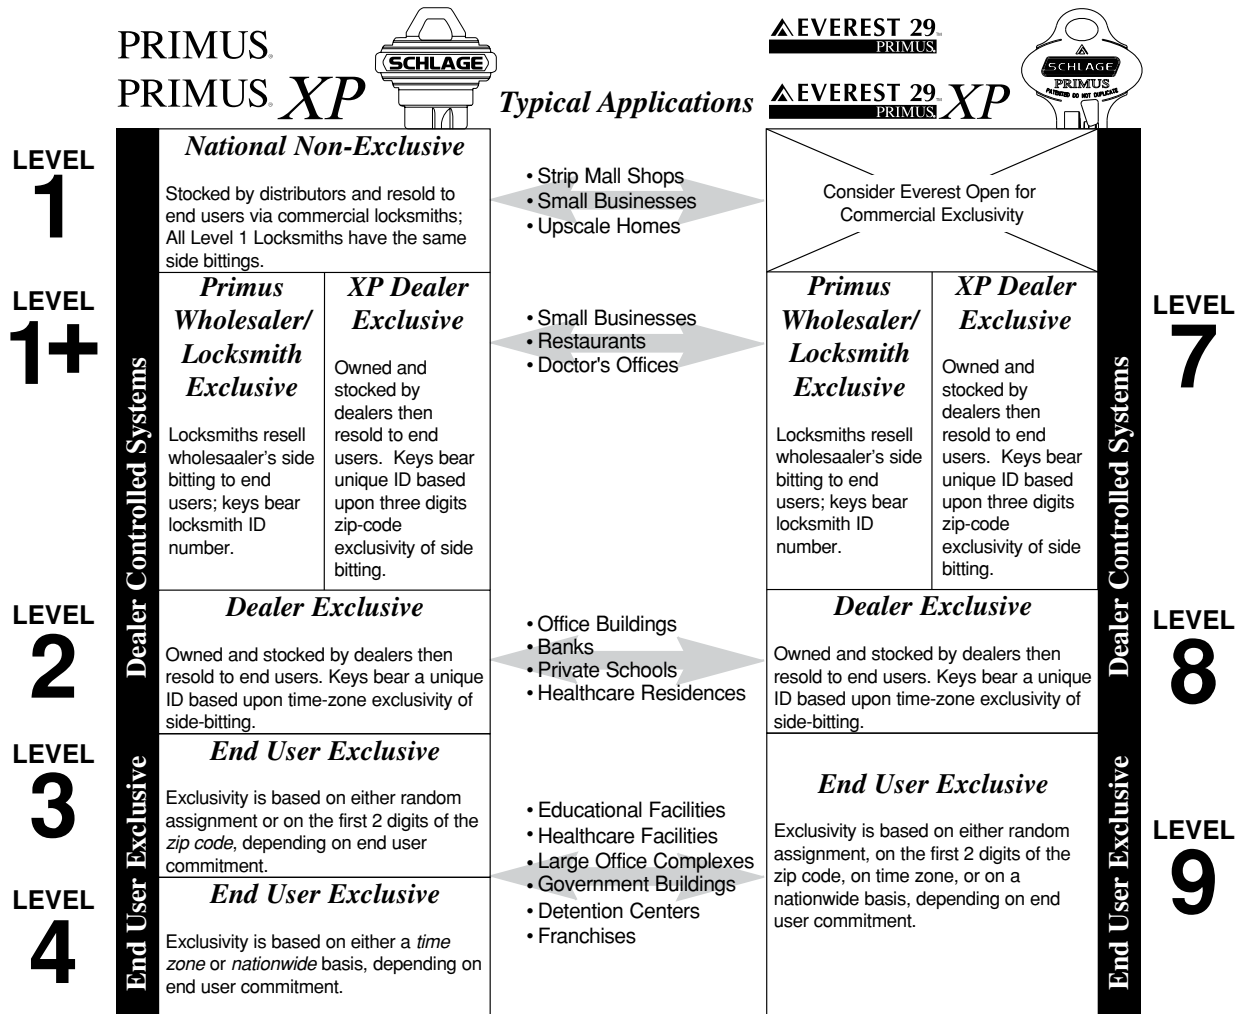 PRIMUS®
PRIMUS® XP
SCHLAGE
Typical Applications
EVEREST 29™
PRIMUS®
EVEREST 29™
PRIMUS® XP
SCHLAGE
PRIMUS
PATENTED DO NOT DUPLICATE
LEVEL
1
National Non-Exclusive
Stocked by distributors and resold to
end users via commercial locksmiths;
All Level 1 Locksmiths have the same
side bittings.
• Strip Mall Shops
• Small Businesses
• Upscale Homes
Consider Everest Open for
Commercial Exclusivity
LEVEL
1+
Primus
Wholesaler/
Locksmith
Exclusive
Locksmiths resell
wholesaaler's side
bitting to end
users; keys bear
locksmith ID
number.
XP Dealer
Exclusive
Owned and
stocked by
dealers then
resold to end
users. Keys bear
unique ID based
upon three digits
zip-code
exclusivity of side
bitting.
• Small Businesses
• Restaurants
• Doctor's Offices
Primus
Wholesaler/
Locksmith
Exclusive
Locksmiths resell
wholesaaler's side
bitting to end
users; keys bear
locksmith ID
number.
XP Dealer
Exclusive
Owned and
stocked by
dealers then
resold to end
users. Keys bear
unique ID based
upon three digits
zip-code
exclusivity of side
bitting.
LEVEL
7
Dealer Controlled Systems
Dealer Controlled Systems
LEVEL
2
Dealer Exclusive
Owned and stocked by dealers then
resold to end users. Keys bear a unique
ID based upon time-zone exclusivity of
side-bitting.
• Office Buildings
• Banks
• Private Schools
• Healthcare Residences
Dealer Exclusive
Owned and stocked by dealers then
resold to end users. Keys bear a unique
ID based upon time-zone exclusivity of
side-bitting.
LEVEL
8
LEVEL
3
End User Exclusive
Exclusivity is based on either random
assignment or on the first 2 digits of the
zip code, depending on end user
commitment.
LEVEL
4
End User Exclusive
Exclusivity is based on either a time
zone or nationwide basis, depending on
end user commitment.
End User Exclusive
• Educational Facilities
• Healthcare Facilities
• Large Office Complexes
• Government Buildings
• Detention Centers
• Franchises
End User Exclusive
Exclusivity is based on either random
assignment, on the first 2 digits of the
zip code, on time zone, or on a
nationwide basis, depending on end
user commitment.
End User Exclusive
LEVEL
9